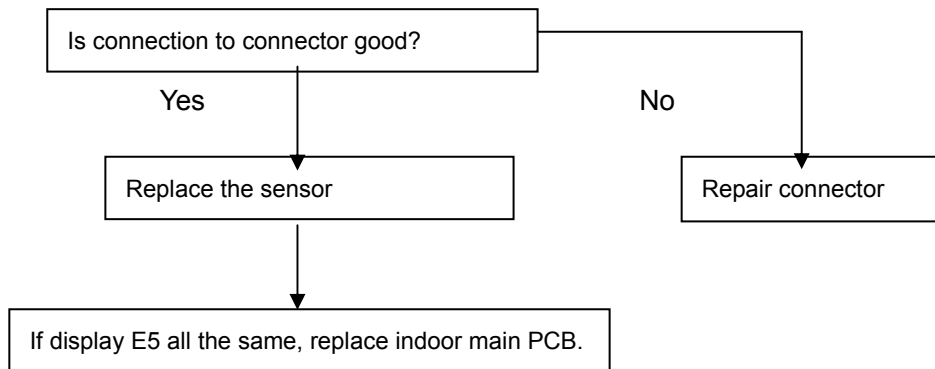 Is connection to connector good?
Yes
No
Replace the sensor
Repair connector
If display E5 all the same, replace indoor main PCB.